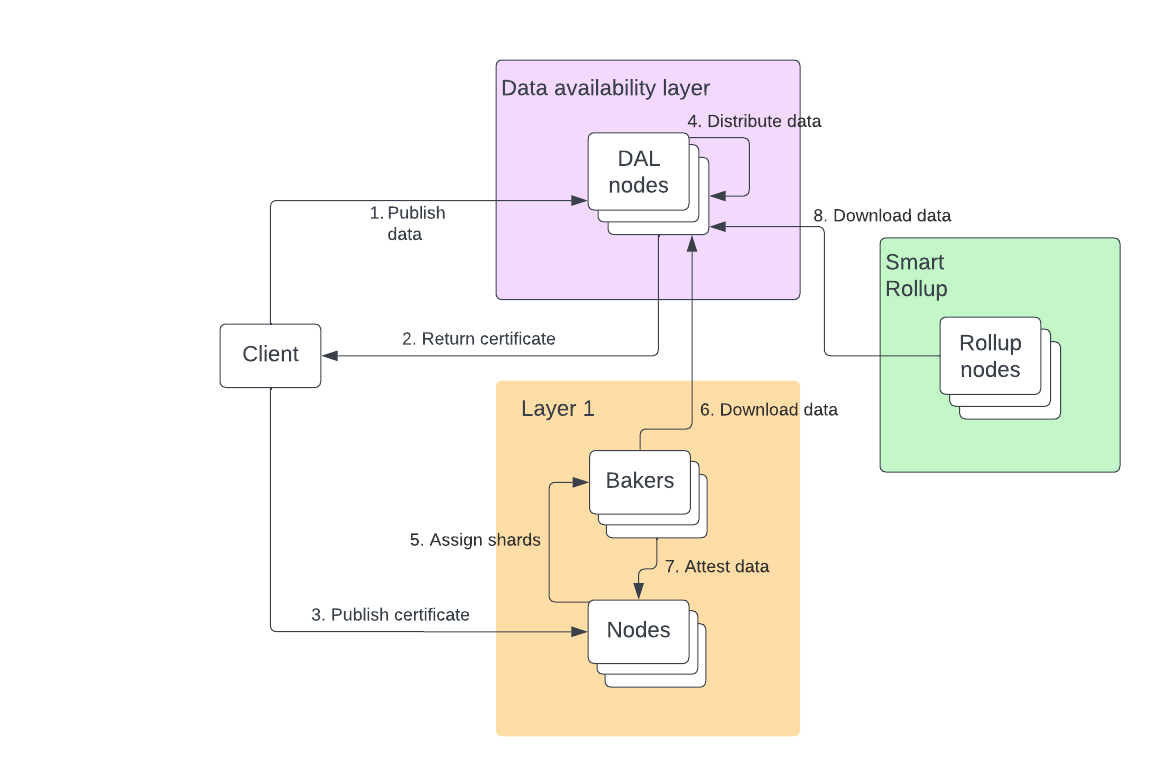 Data availability layer
4. Distribute data
DAL
nodes
1. Publish
data
8. Download data
Smart
Rollup
2. Return certificate
Client
Rollup
nodes
Layer 1
6. Download data
Bakers
5. Assign shards
7. Attest data
3. Publish certificate
Nodes